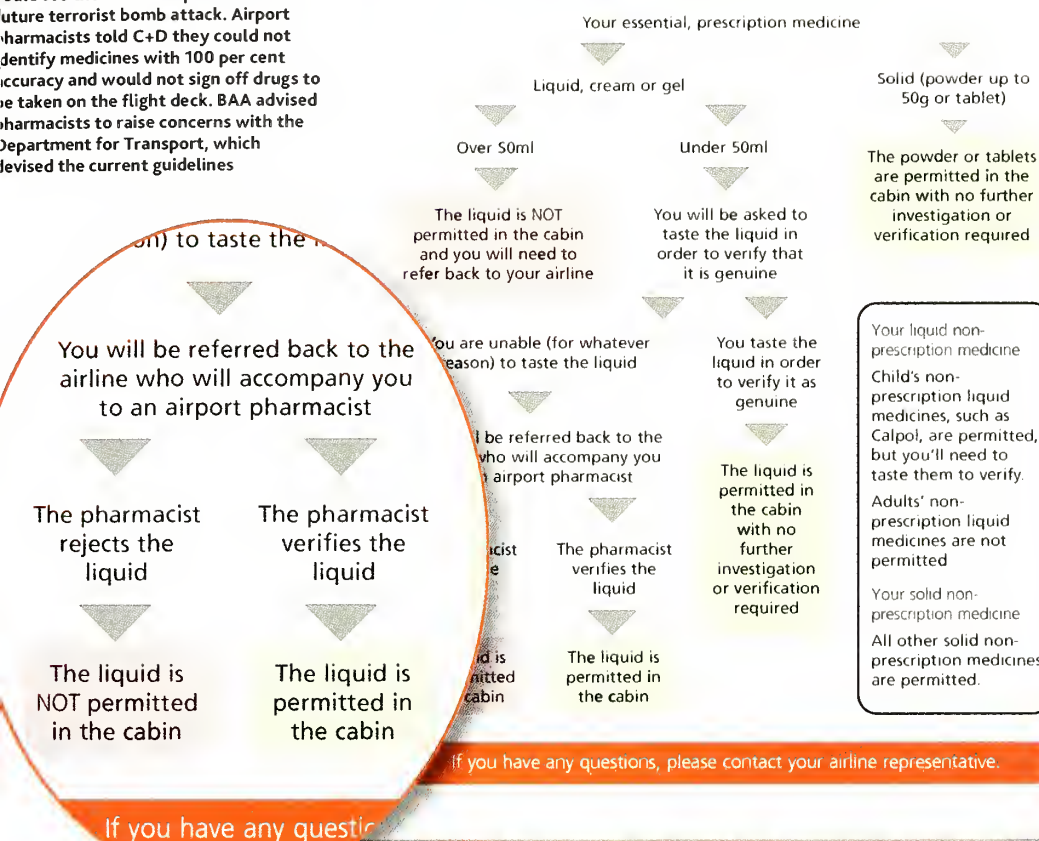 future terrorist bomb attack. Airport
pharmacists told C+D they could not
identify medicines with 100 per cent
accuracy and would not sign off drugs to
be taken on the flight deck. BAA advised
pharmacists to raise concerns with the
Department for Transport, which
devised the current guidelines
Your essential, prescription medicine
Liquid, cream or gel
Solid (powder up to
50g or tablet)
Over 50ml
Under 50ml
The powder or tablets
are permitted in the
cabin with no further
investigation or
verification required
The liquid is NOT
permitted in the cabin
and you will need to
refer back to your airline
You will be asked to
taste the liquid in
order to verify that
it is genuine
You are unable (for whatever
reason) to taste the liquid
You taste the
liquid in order
to verify it as
genuine
be referred back to the
who will accompany you
airport pharmacist
The liquid is
permitted in
the cabin
with no
further
investigation
or verification
required
The pharmacist
verifies the
liquid
The liquid is
permitted in
the cabin
is
cabin
to taste the
You will be referred back to the
airline who will accompany you
to an airport pharmacist
The pharmacist
rejects the
liquid
The pharmacist
verifies the
liquid
The liquid is
NOT permitted
in the cabin
The liquid is
permitted in
the cabin
If you have any
Your liquid non-
prescription medicine
Child's non-
prescription liquid
medicines, such as
Calpol, are permitted,
but you'll need to
taste them to verify.
Adults' non-
prescription liquid
medicines are not
permitted
Your solid non-
prescription medicine
All other solid non-
prescription medicines
are permitted.
If you have any questions, please contact your airline representative.